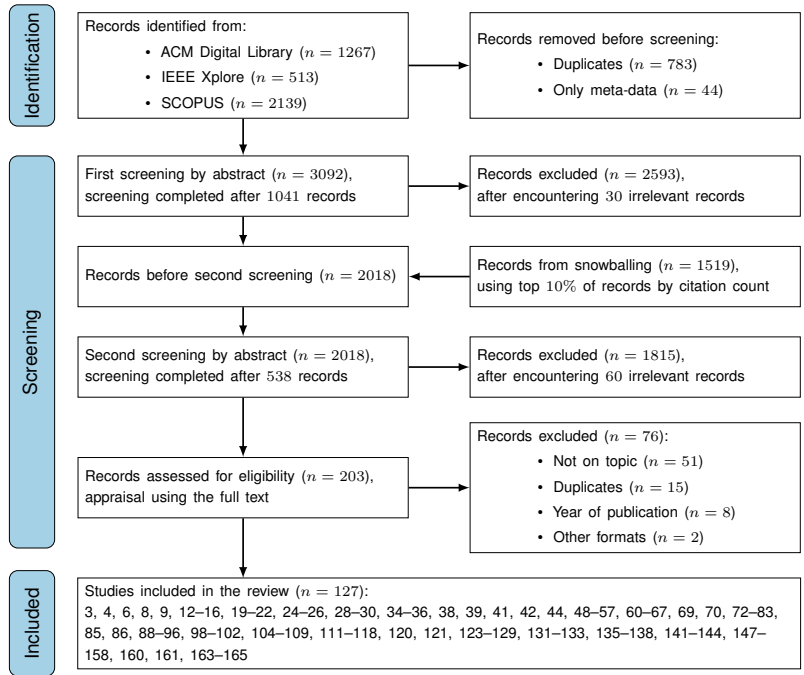 Identification
Records identified from:
• ACM Digital Library (n = 1267)
• IEEE Xplore (n = 513)
• SCOPUS (n = 2139)
Records removed before screening:
• Duplicates (n = 783)
• Only meta-data (n = 44)
Screening
First screening by abstract (n = 3092),
screening completed after 1041 records
Records excluded (n = 2593),
after encountering 30 irrelevant records
Records before second screening (n = 2018)
Records from snowballing (n = 1519),
using top 10% of records by citation count
Second screening by abstract (n = 2018),
screening completed after 538 records
Records excluded (n = 1815),
after encountering 60 irrelevant records
Records assessed for eligibility (n = 203),
appraisal using the full text
Records excluded (n = 76):
• Not on topic (n = 51)
• Duplicates (n = 15)
• Year of publication (n = 8)
• Other formats (n = 2)
Included
Studies included in the review (n = 127):
3, 4, 6, 8, 9, 12–16, 19–22, 24–26, 28–30, 34–36, 38, 39, 41, 42, 44, 48–57, 60–67, 69, 70, 72–83,
85, 86, 88–96, 98–102, 104–109, 111–118, 120, 121, 123–129, 131–133, 135–138, 141–144, 147–
158, 160, 161, 163–165